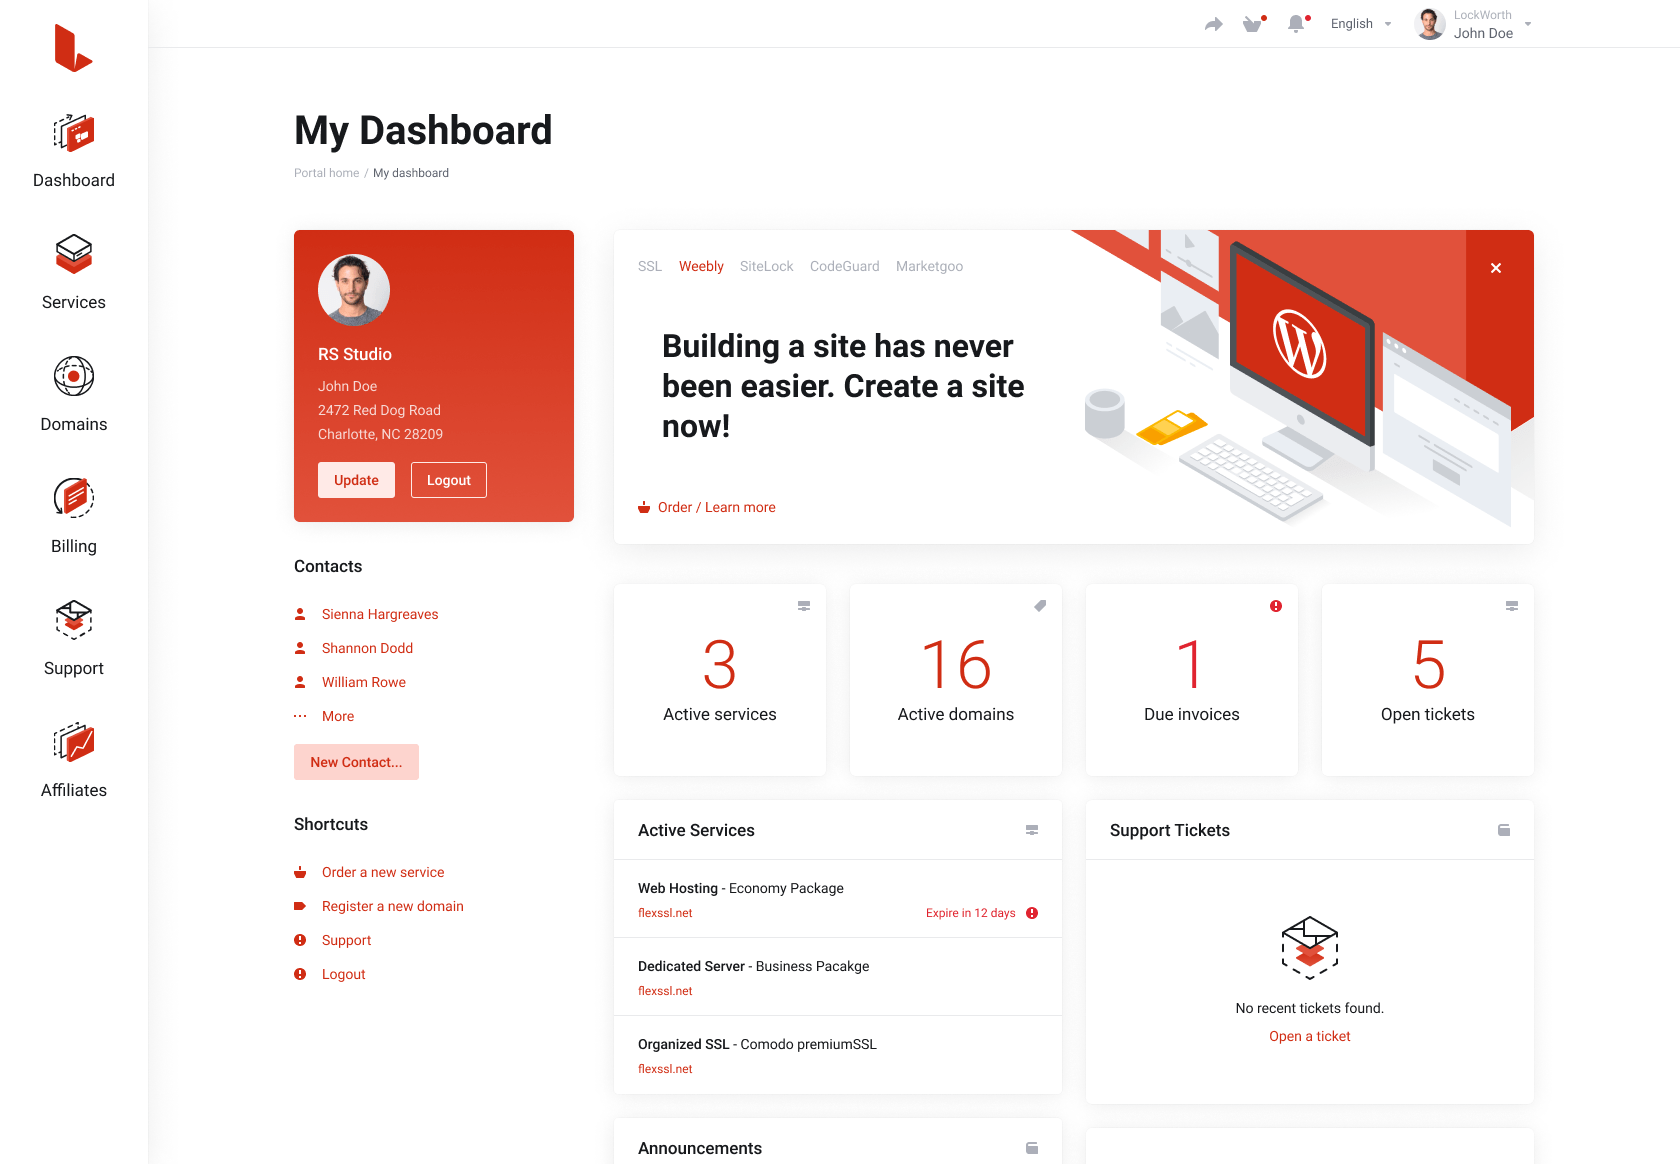 LockWorth
English
John Doe
My Dashboard
Portal home / My dashboard
Dashboard
Services
Domains
Billing
Support
Affiliates
RS Studio
John Doe
2472 Red Dog Road
Charlotte, NC 28209
Update
Logout
Contacts
Sienna Hargreaves
Shannon Dodd
William Rowe
More
New Contact...
Shortcuts
Order a new service
Register a new domain
Support
Logout
SSL Weebly SiteLock CodeGuard Marketgoo
Building a site has never
been easier. Create a site
now!
Order / Learn more
3
Active services
16
Active domains
1
Due invoices
5
Open tickets
Active Services
Web Hosting - Economy Package
flexssl.net
Expire in 12 days
Dedicated Server - Business Pacakge
flexssl.net
Organized SSL - Comodo premiumSSL
flexssl.net
Support Tickets
No recent tickets found.
Open a ticket
Announcements